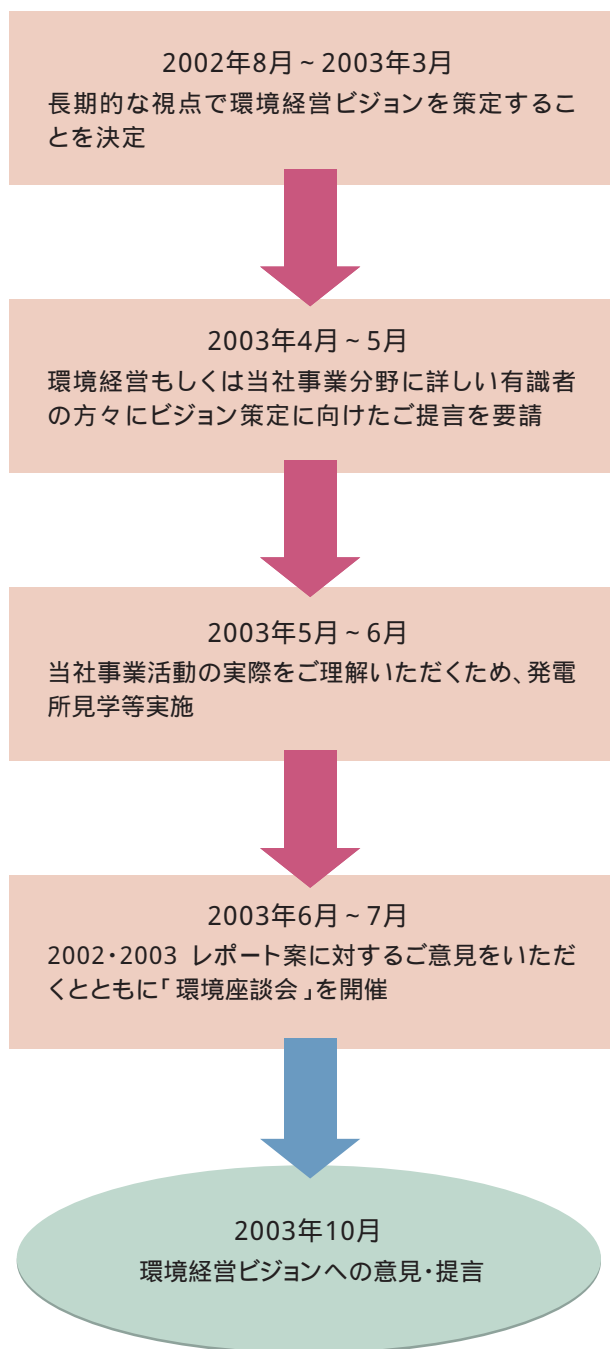 2002年8月～2003年3月
長期的な視点で環境経営ビジョンを策定するこ
とを決定
2003年4月～5月
環境経営もしくは当社事業分野に詳しい有識者
の方々にビジョン策定に向けたご提言を要請
2003年5月～6月
当社事業活動の実際をご理解いただくため、発電
所見学等実施
2003年6月～7月
2002・2003 レポート案に対するご意見をいただ
くとともに「環境座談会」を開催
2003年10月
環境経営ビジョンへの意見・提言